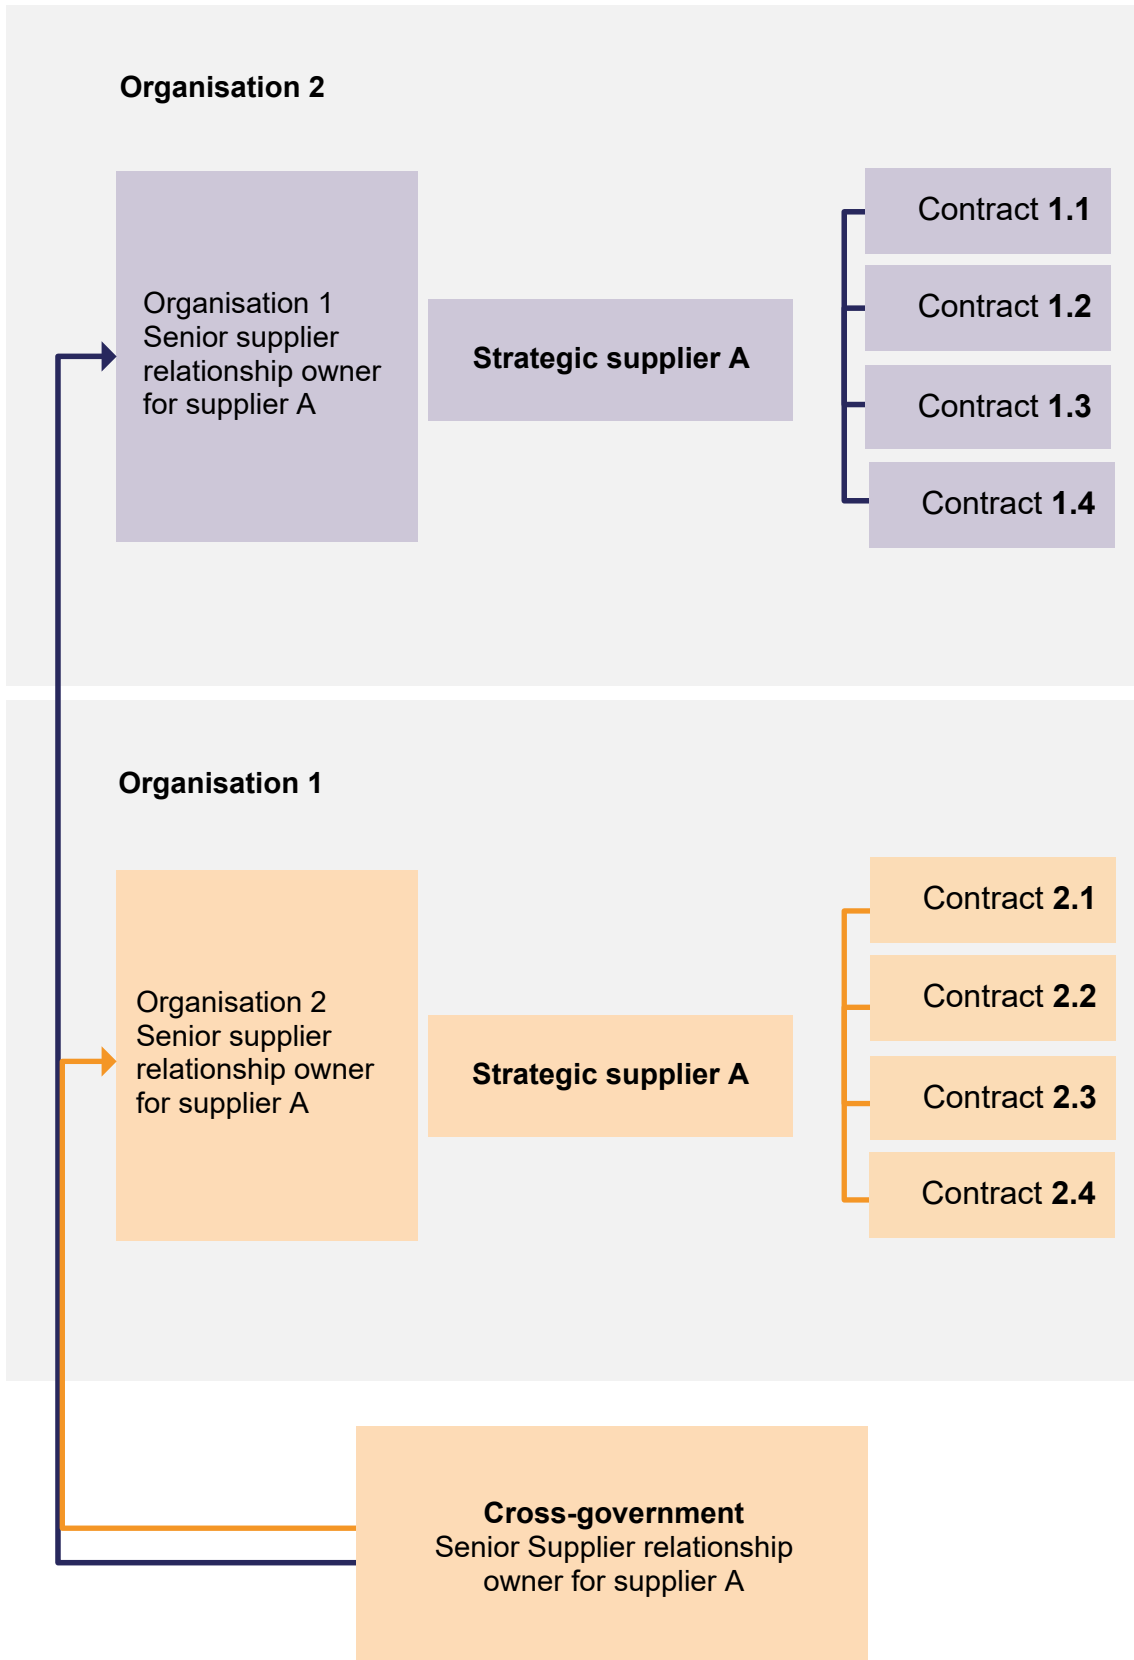 Organisation 2
Organisation 1
Senior supplier
relationship owner
for supplier A
Strategic supplier A
Contract 1.1
Contract 1.2
Contract 1.3
Contract 1.4
Organisation 1
Organisation 2
Senior supplier
relationship owner
for supplier A
Strategic supplier A
Contract 2.1
Contract 2.2
Contract 2.3
Contract 2.4
Cross-government
Senior Supplier relationship
owner for supplier A